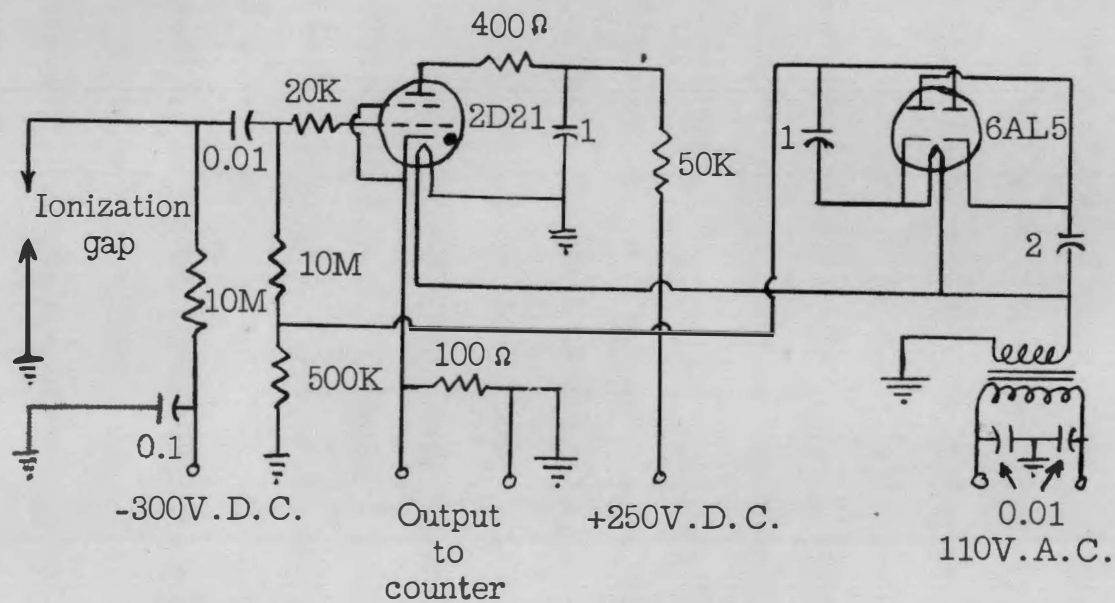 400 Ω
20K
2D21
6AL5
0.01
1
1
50K
Ionization
gap
2
10M
10M
100 Ω
500K
0.1
-300V.D.C.
Output
to
counter
+250V.D.C.
0.01
110V.A.C.